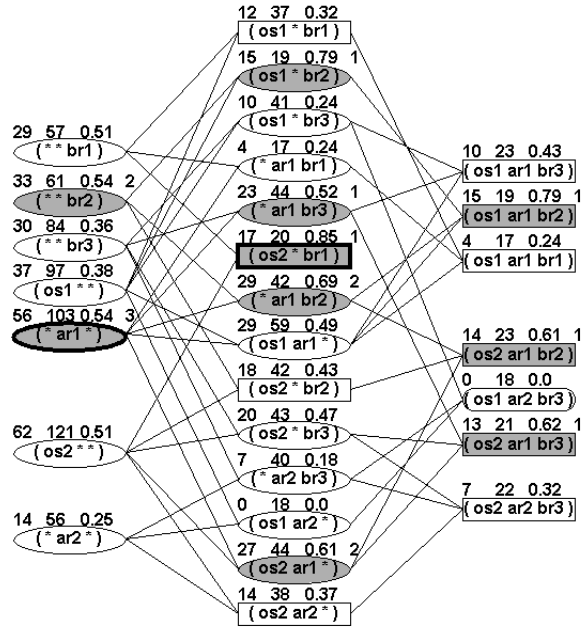 29 57 0.51
( * * br1 )
33 61 0.54 2
( * * br2 )
30 84 0.36
( * * br3 )
37 97 0.38
( os1 * * )
56 103 0.54 3
( * ar1 * )
62 121 0.51
( os2 * * )
14 56 0.25
( * ar2 * )
12 37 0.32
( os1 * br1 )
15 19 0.79 1
( os1 * br2 )
10 41 0.24
( os1 * br3 )
4 17 0.24
( * ar1 br1 )
23 44 0.52 1
( * ar1 br3 )
17 20 0.85 1
( os2 * br1 )
29 42 0.69 2
( * ar1 br2 )
29 59 0.49
( os1 ar1 * )
18 42 0.43
( os2 * br2 )
20 43 0.47
( os2 * br3 )
7 40 0.18
( * ar2 br3 )
0 18 0.0
( os1 ar2 * )
27 44 0.61 2
( os2 ar1 * )
14 38 0.37
( os2 ar2 * )
10 23 0.43
( os1 ar1 br3 )
15 19 0.79 1
( os1 ar1 br2 )
4 17 0.24
( os1 ar1 br1 )
14 23 0.61 1
( os2 ar1 br2 )
0 18 0.0
( os1 ar2 br3 )
13 21 0.62 1
( os2 ar1 br3 )
7 22 0.32
( os2 ar2 br3 )